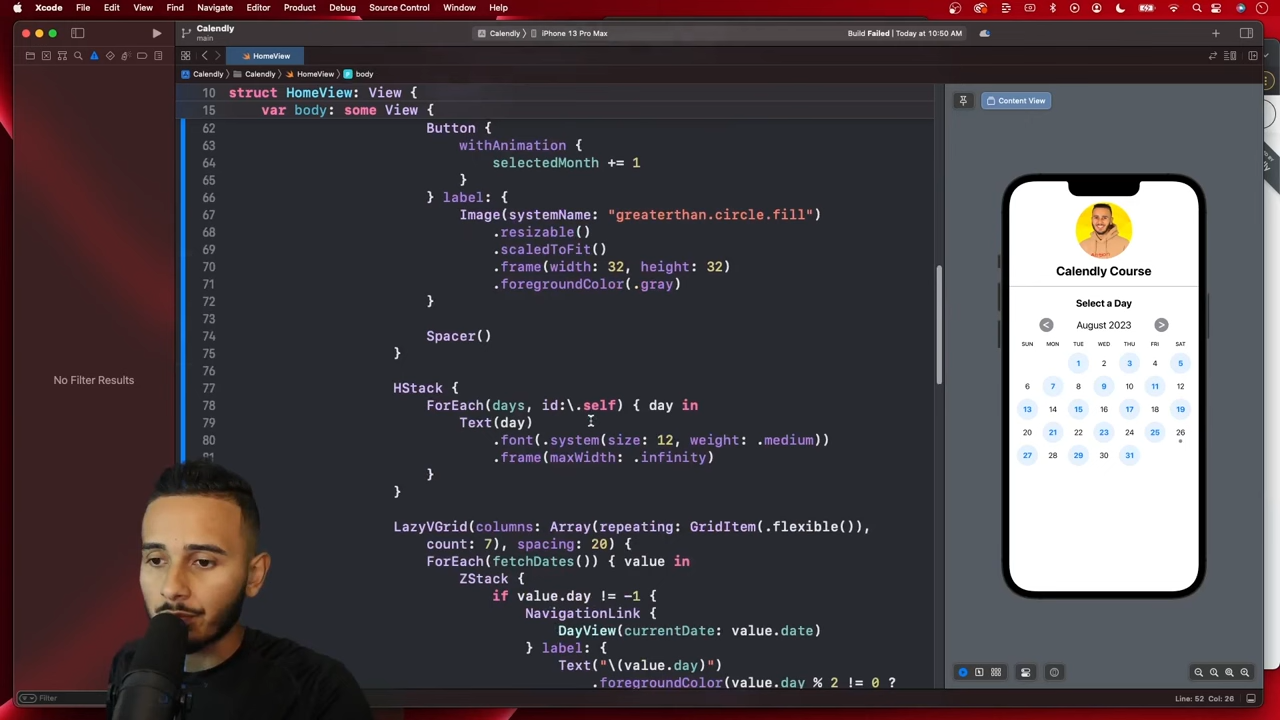 Xcode File Edit View Find Navigate Editor Product Debug Source Control Window Help
Calendly
main
Calendly 〉 iPhone 13 Pro Max
Build Failed | Today at 10:50 AM
HomeView
Calendly 〉 Calendly 〉 HomeView 〉 body
10 struct HomeView: View {
15 var body: some View {
62 Button {
63 withAnimation {
64 selectedMonth += 1
65 }
66 } label: {
67 Image(systemName: "greaterthan.circle.fill")
68 .resizable()
69 .scaledToFit()
70 .frame(width: 32, height: 32)
71 .foregroundColor(.gray)
72 }
73
74 Spacer()
75 }
76
77 HStack {
78 ForEach(days, id:\.self) { day in
79 Text(day)
80 .font(.system(size: 12, weight: .medium))
81 .frame(maxWidth: .infinity)
}
}
LazyVGrid(columns: Array(repeating: GridItem(.flexible()),
count: 7), spacing: 20) {
ForEach(fetchDates()) { value in
ZStack {
if value.day != -1 {
NavigationLink {
DayView(currentDate: value.date)
} label: {
Text("\(value.day)")
.foregroundColor(value.day % 2 != 0 ?
No Filter Results
Filter
Content View
Calendly Course
Select a Day
< August 2023 >
SUN MON TUE WED THU FRI SAT
1 2 3 4 5
6 7 8 9 10 11 12
13 14 15 16 17 18 19
20 21 22 23 24 25 26
27 28 29 30 31
Line: 52 Col: 26